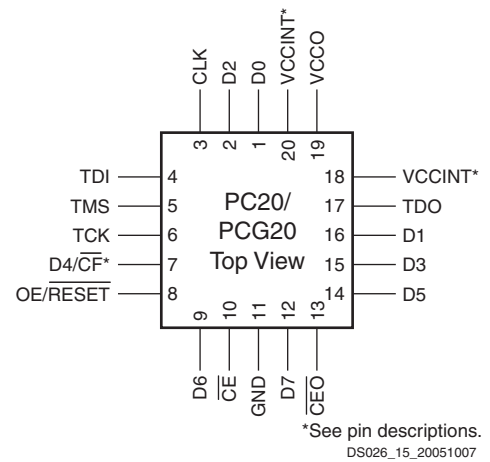 CLK
D2
D0
VCCINT*
VCCO
3
2
1
20
19
TDI
4
TMS
5
TCK
6
D4/CF*
7
OE/RESET
8
PC20/
PCG20
Top View
18
VCCINT*
17
TDO
16
D1
15
D3
14
D5
9
10
11
12
13
D6
CE
GND
D7
CEO
*See pin descriptions.
DS026_15_20051007